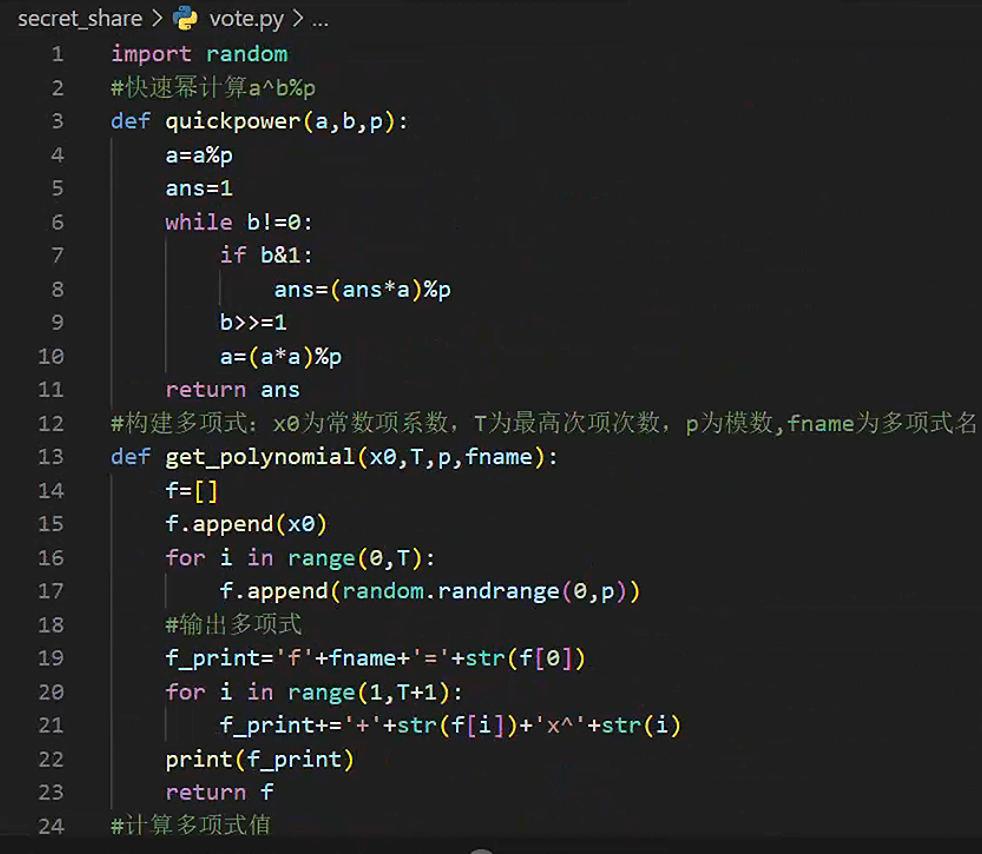 secret_share > vote.py > ...
1 import random
2 #快速幂计算a^b%p
3 def quickpower(a,b,p):
4     a=a%p
5     ans=1
6     while b!=0:
7         if b&1:
8             ans=(ans*a)%p
9         b>>=1
10         a=(a*a)%p
11     return ans
12 #构建多项式：x0为常数项系数，T为最高次项次数，p为模数,fname为多项式名
13 def get_polynomial(x0,T,p,fname):
14     f=[]
15     f.append(x0)
16     for i in range(0,T):
17         f.append(random.randrange(0,p))
18     #输出多项式
19     f_print='f'+fname+'='+str(f[0])
20     for i in range(1,T+1):
21         f_print+='+'+str(f[i])+'x^'+str(i)
22     print(f_print)
23     return f
24 #计算多项式值